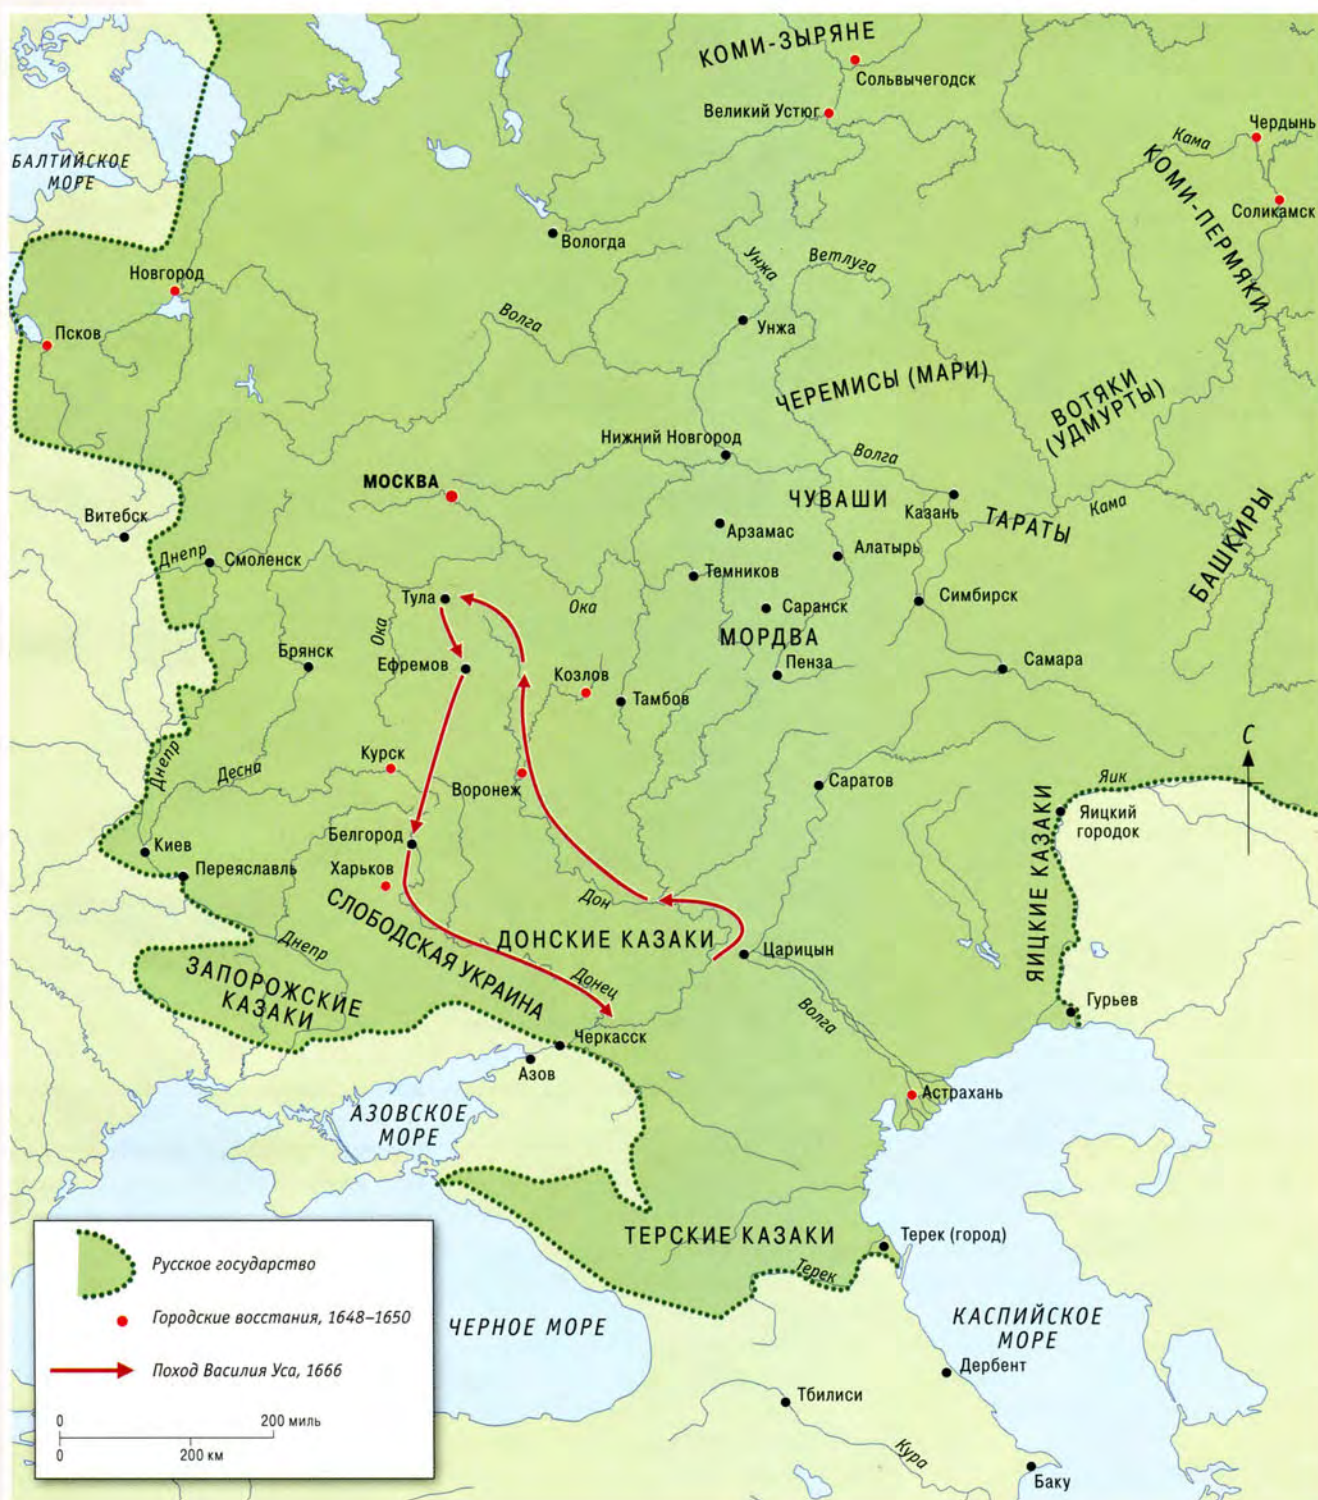 КОМИ-ЗЫРЯНЕ
Сольвычегодск
Великий Устюг
Чердынь
Кама
БАЛТИЙСКОЕ
МОРЕ
КОМИ-ПЕРМЯКИ
Соликамск
Вологда
Унжа
Ветлуга
Новгород
Волга
Унжа
Псков
ЧЕРЕМИСЫ (МАРИ)
ВОТЯКИ
(УДМУРТЫ)
Нижний Новгород
Волга
МОСКВА
ЧУВАШИ
Казань
ТАРАТЫ
Кама
БАШКИРЫ
Витебск
Арзамас
Алатырь
Днепр
Смоленск
Темников
Тула
Ока
Ока
Саранск
Симбирск
МОРДВА
Брянск
Ефремов
Козлов
Пенза
Самара
Тамбов
С
Днепр
Десна
Курск
Воронеж
Саратов
Яик
Яицкий
городок
ЯИЦКИЕ КАЗАКИ
Киев
Белгород
Переяславль
Харьков
Дон
СЛОБОДСКАЯ УКРАИНА
Днепр
ДОНСКИЕ КАЗАКИ
Царицын
ЗАПОРОЖСКИЕ
КАЗАКИ
Донец
Волга
Гурьев
Черкасск
Азов
Астрахань
АЗОВСКОЕ
МОРЕ
ТЕРСКИЕ КАЗАКИ
Терек (город)
Терек
Русское государство
Городские восстания, 1648–1650
ЧЕРНОЕ МОРЕ
КАСПИЙСКОЕ
МОРЕ
Поход Василия Уса, 1666
Дербент
Тбилиси
0
200 миль
0
200 км
Кура
Баку